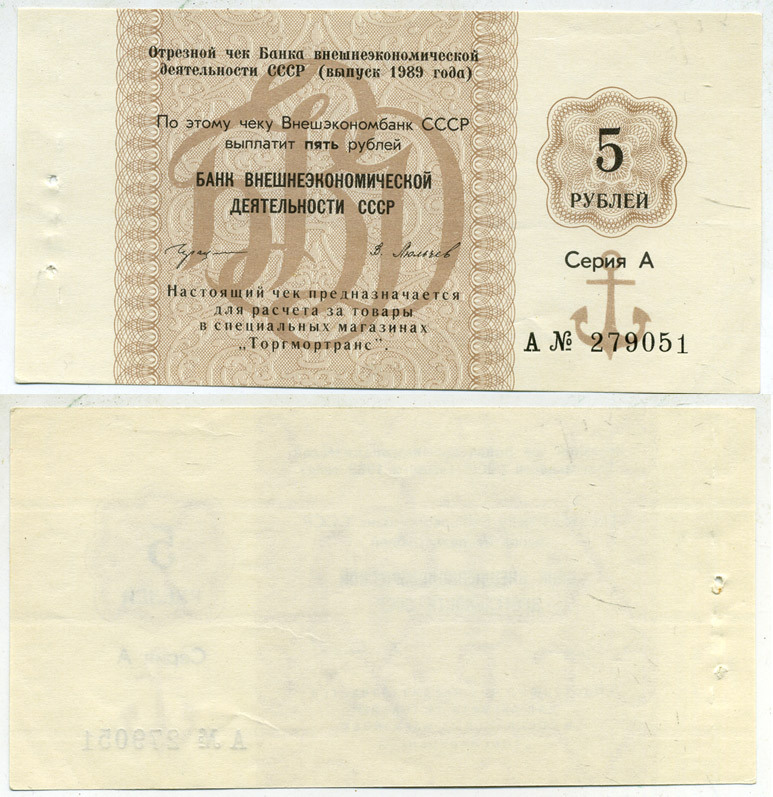 Отрезной чек Банка внешнеэкономической
деятельности СССР (выпуск 1989 года)
По этому чеку Внешэкономбанк СССР
выплатит пять рублей
БАНК ВНЕШНЕЭКОНОМИЧЕСКОЙ
ДЕЯТЕЛЬНОСТИ СССР
Настоящий чек предназначается
для расчета за товары
в специальных магазинах
„Торгмортранс".
5
РУБЛЕЙ
Серия А
А № 279051